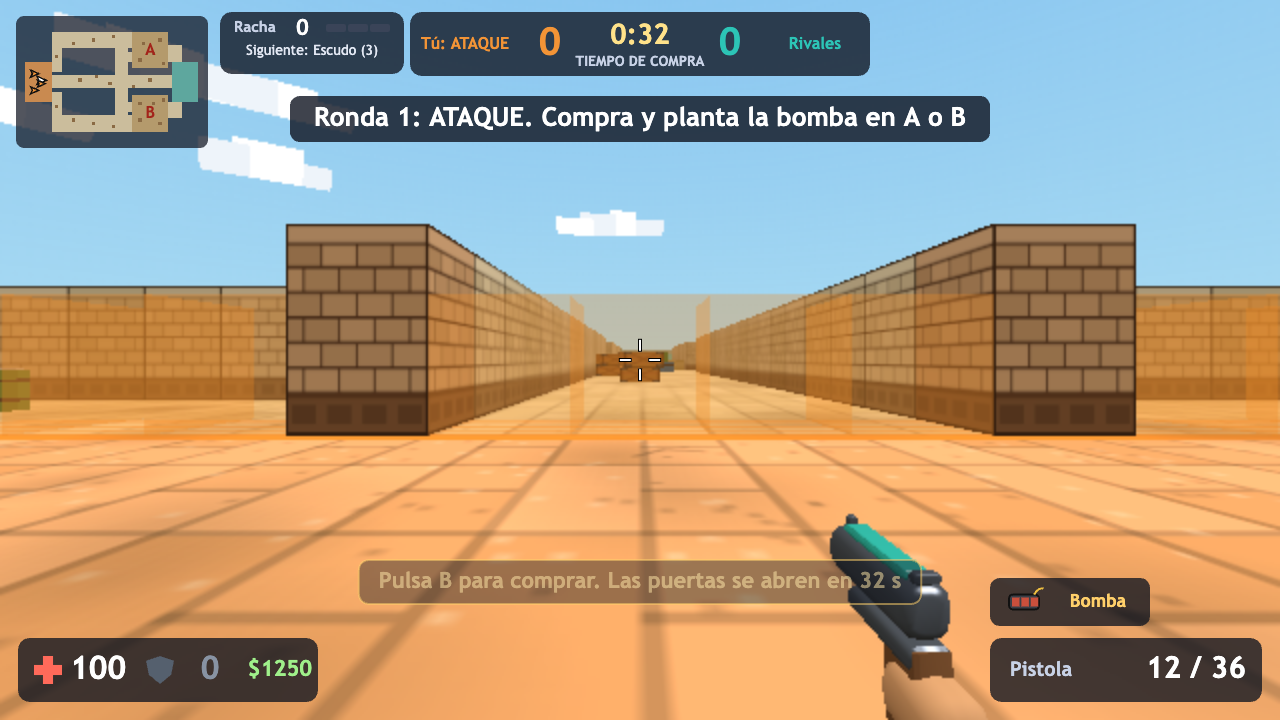 A
B
Racha 0
Siguiente: Escudo (3)
Tú: ATAQUE 0 0:32 0 Rivales
TIEMPO DE COMPRA
Ronda 1: ATAQUE. Compra y planta la bomba en A o B
Pulsa B para comprar. Las puertas se abren en 32 s
Bomba
100 0 $1250
Pistola 12 / 36